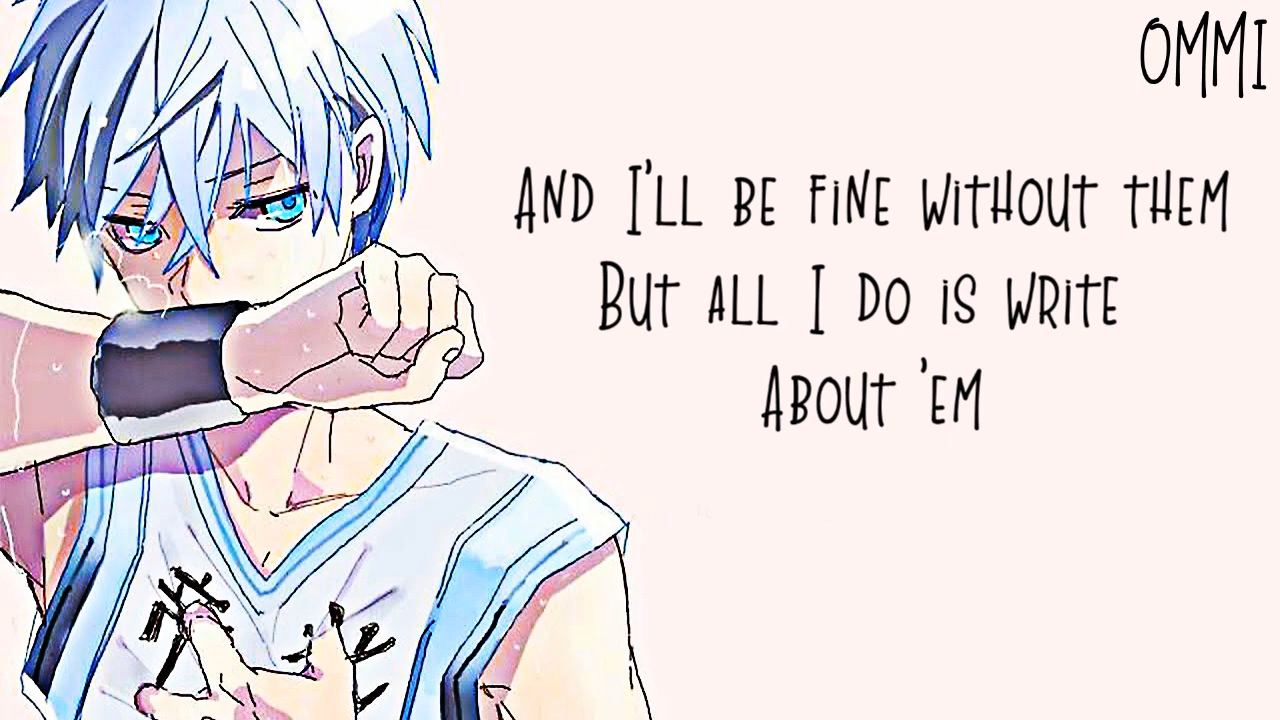 OMMI
AND I'LL BE FINE WITHOUT THEM
BUT ALL I DO IS WRITE
ABOUT 'EM